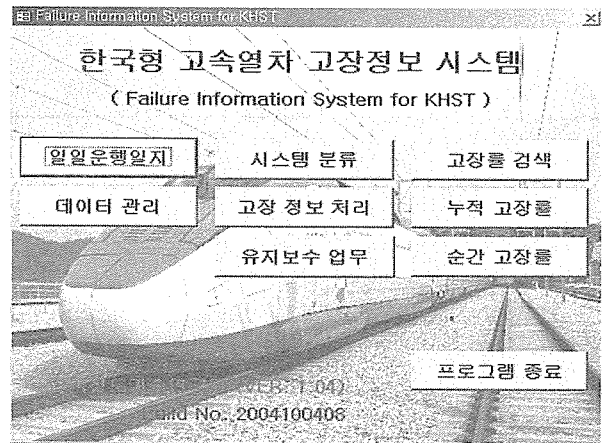 Failure Information System for KHST
한국형 고속열차 고장정보 시스템
( Failure Information System for KHST )
일일운행일지 시스템 분류 고장률 검색
데이터 관리 고장 정보 처리 누적 고장률
유지보수 업무 순간 고장률
프로그램 종료
(VER. 1.04)
Build No. 2004100408